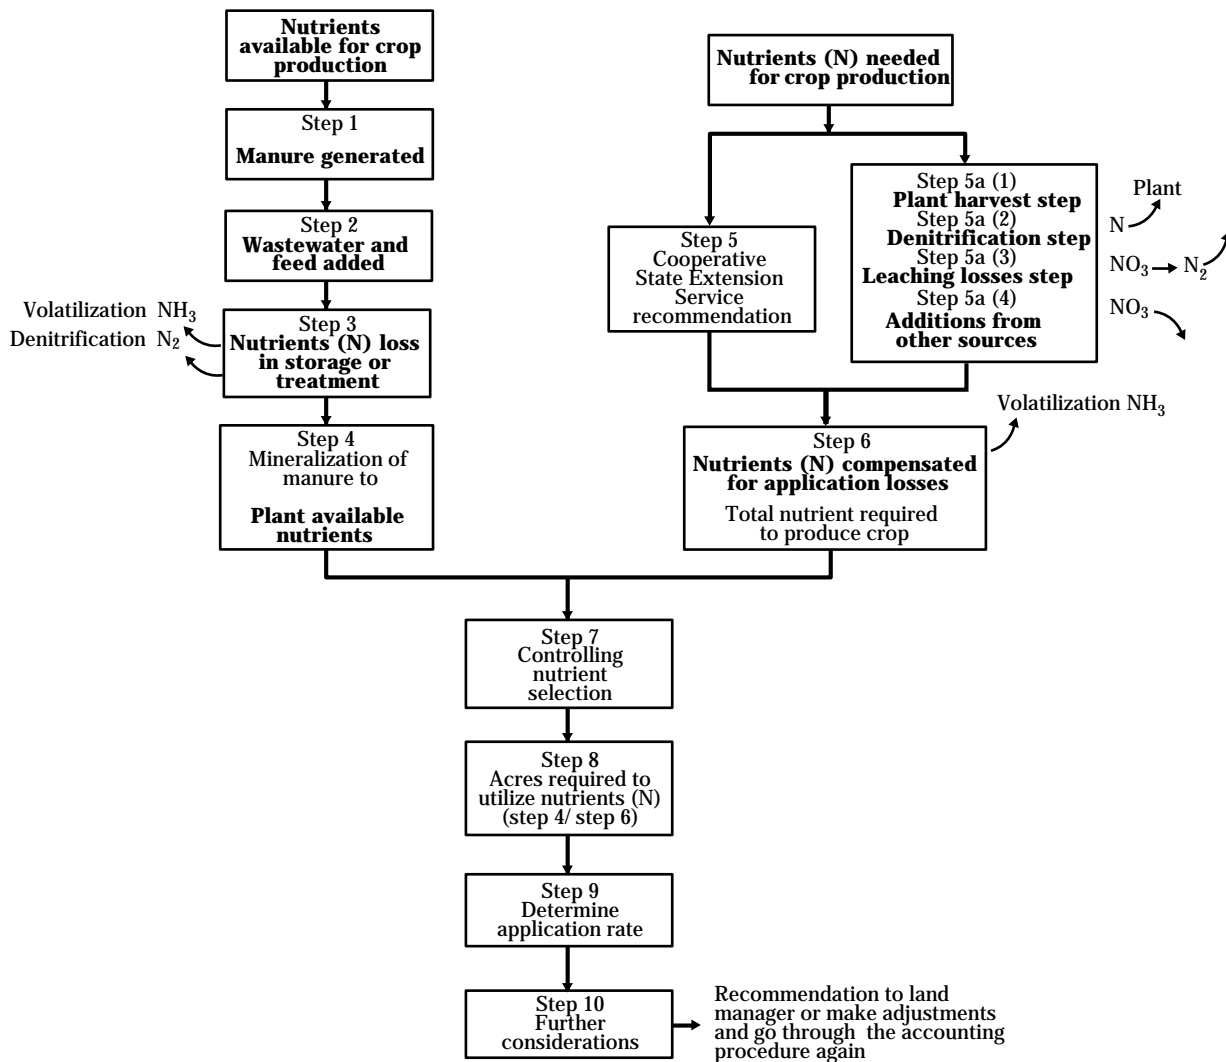 Nutrients
available for crop
production
Step 1
Manure generated
Step 2
Wastewater and
feed added
Volatilization NH₃
Denitrification N₂
Step 3
Nutrients (N) loss
in storage or
treatment
Step 4
Mineralization of
manure to
Plant available
nutrients
Nutrients (N) needed
for crop production
Step 5
Cooperative
State Extension
Service
recommendation
Step 5a (1)
Plant harvest step
Step 5a (2)
Denitrification step
Step 5a (3)
Leaching losses step
Step 5a (4)
Additions from
other sources
Plant
N
NO₃ N₂
NO₃
Volatilization NH₃
Step 6
Nutrients (N) compensated
for application losses
Total nutrient required
to produce crop
Step 7
Controlling
nutrient
selection
Step 8
Acres required to
utilize nutrients (N)
(step 4/ step 6)
Step 9
Determine
application rate
Step 10
Further
considerations
Recommendation to land
manager or make adjustments
and go through the accounting
procedure again